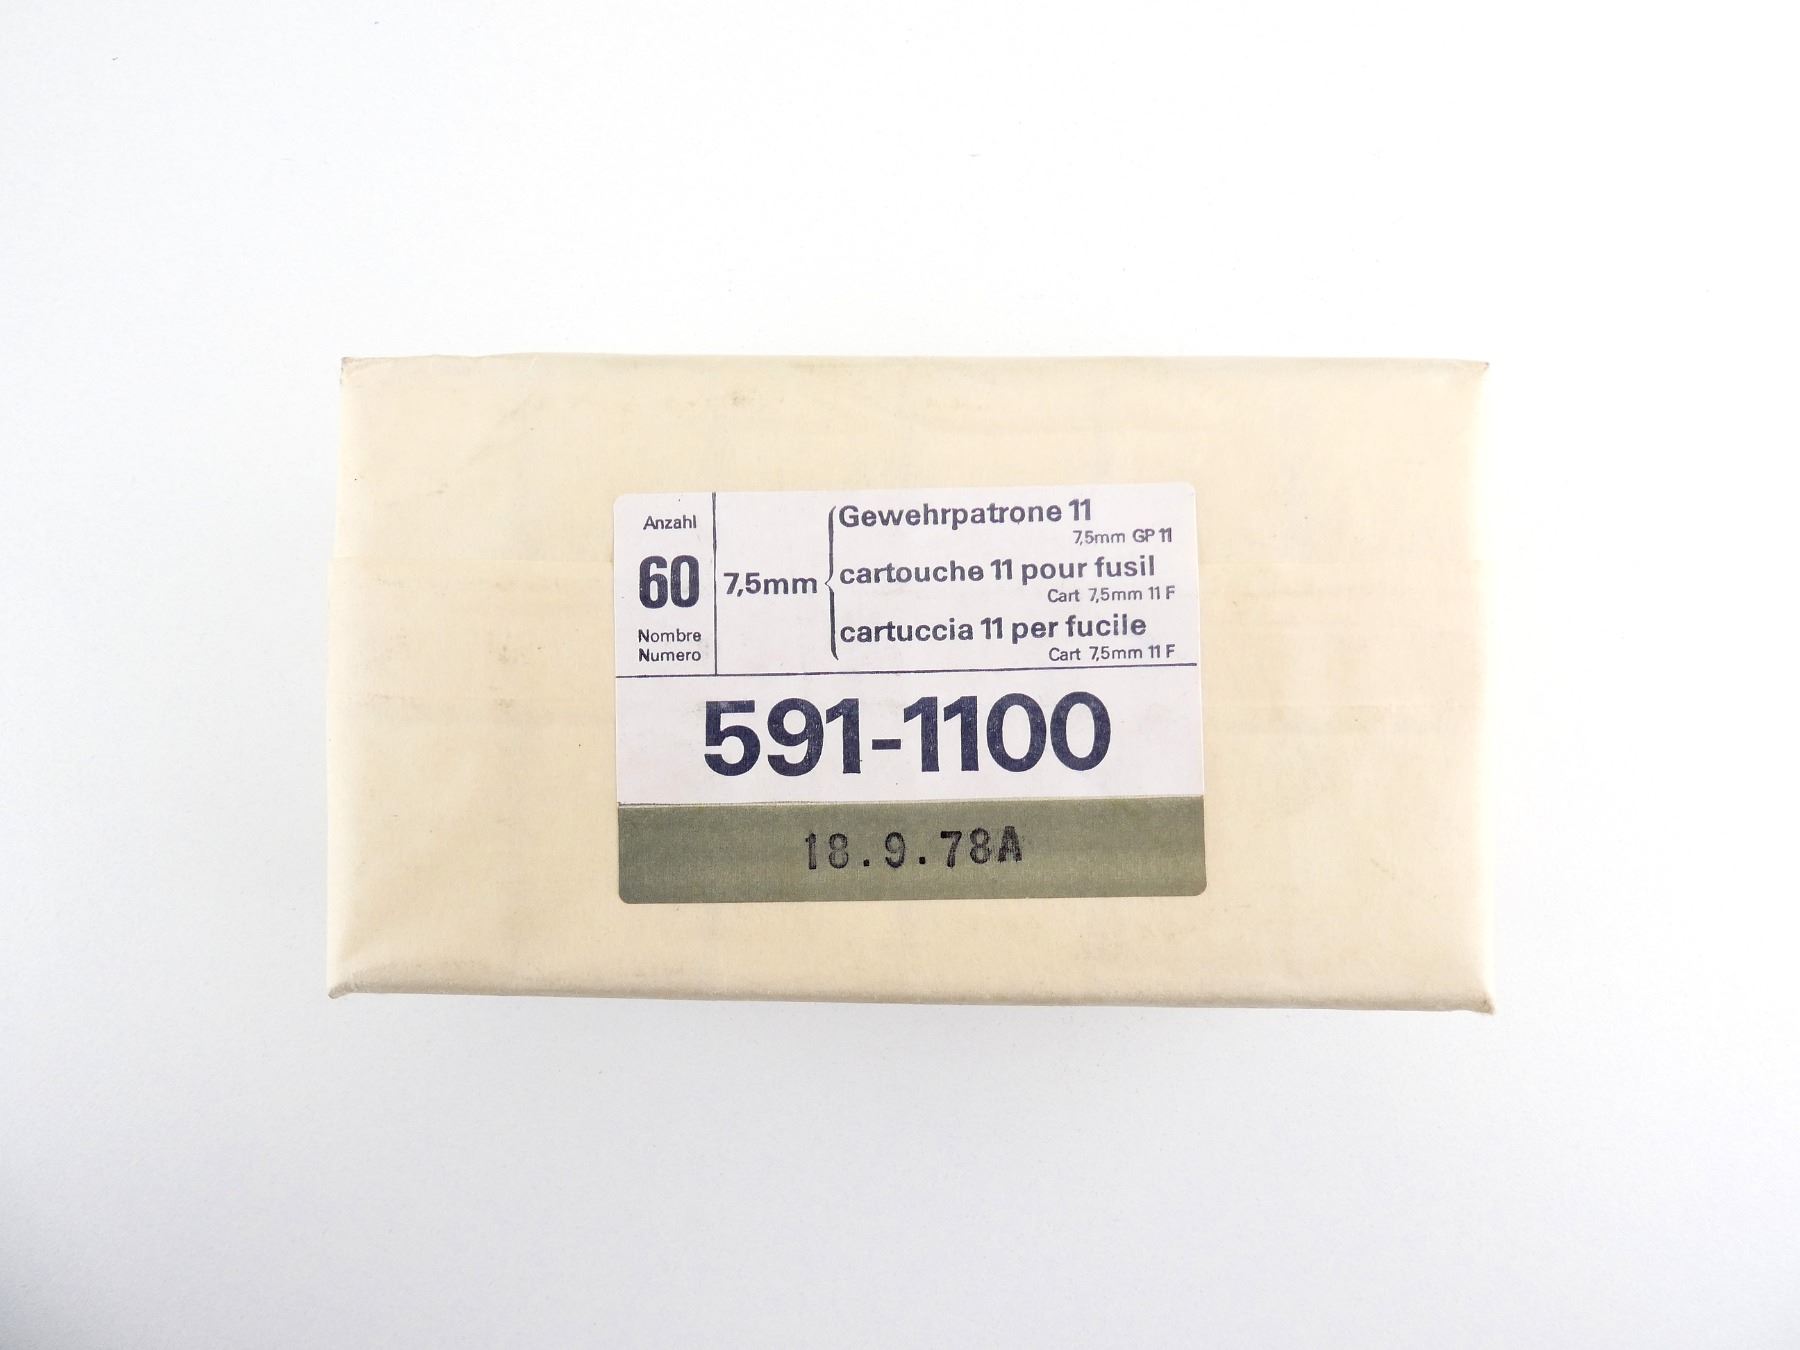 Anzahl
60
Nombre
Numero
7,5mm
Gewehrpatrone 11
7,5mm GP 11
cartouche 11 pour fusil
Cart 7,5mm 11 F
cartuccia 11 per fucile
Cart 7,5mm 11 F
591-1100
18.9.78A